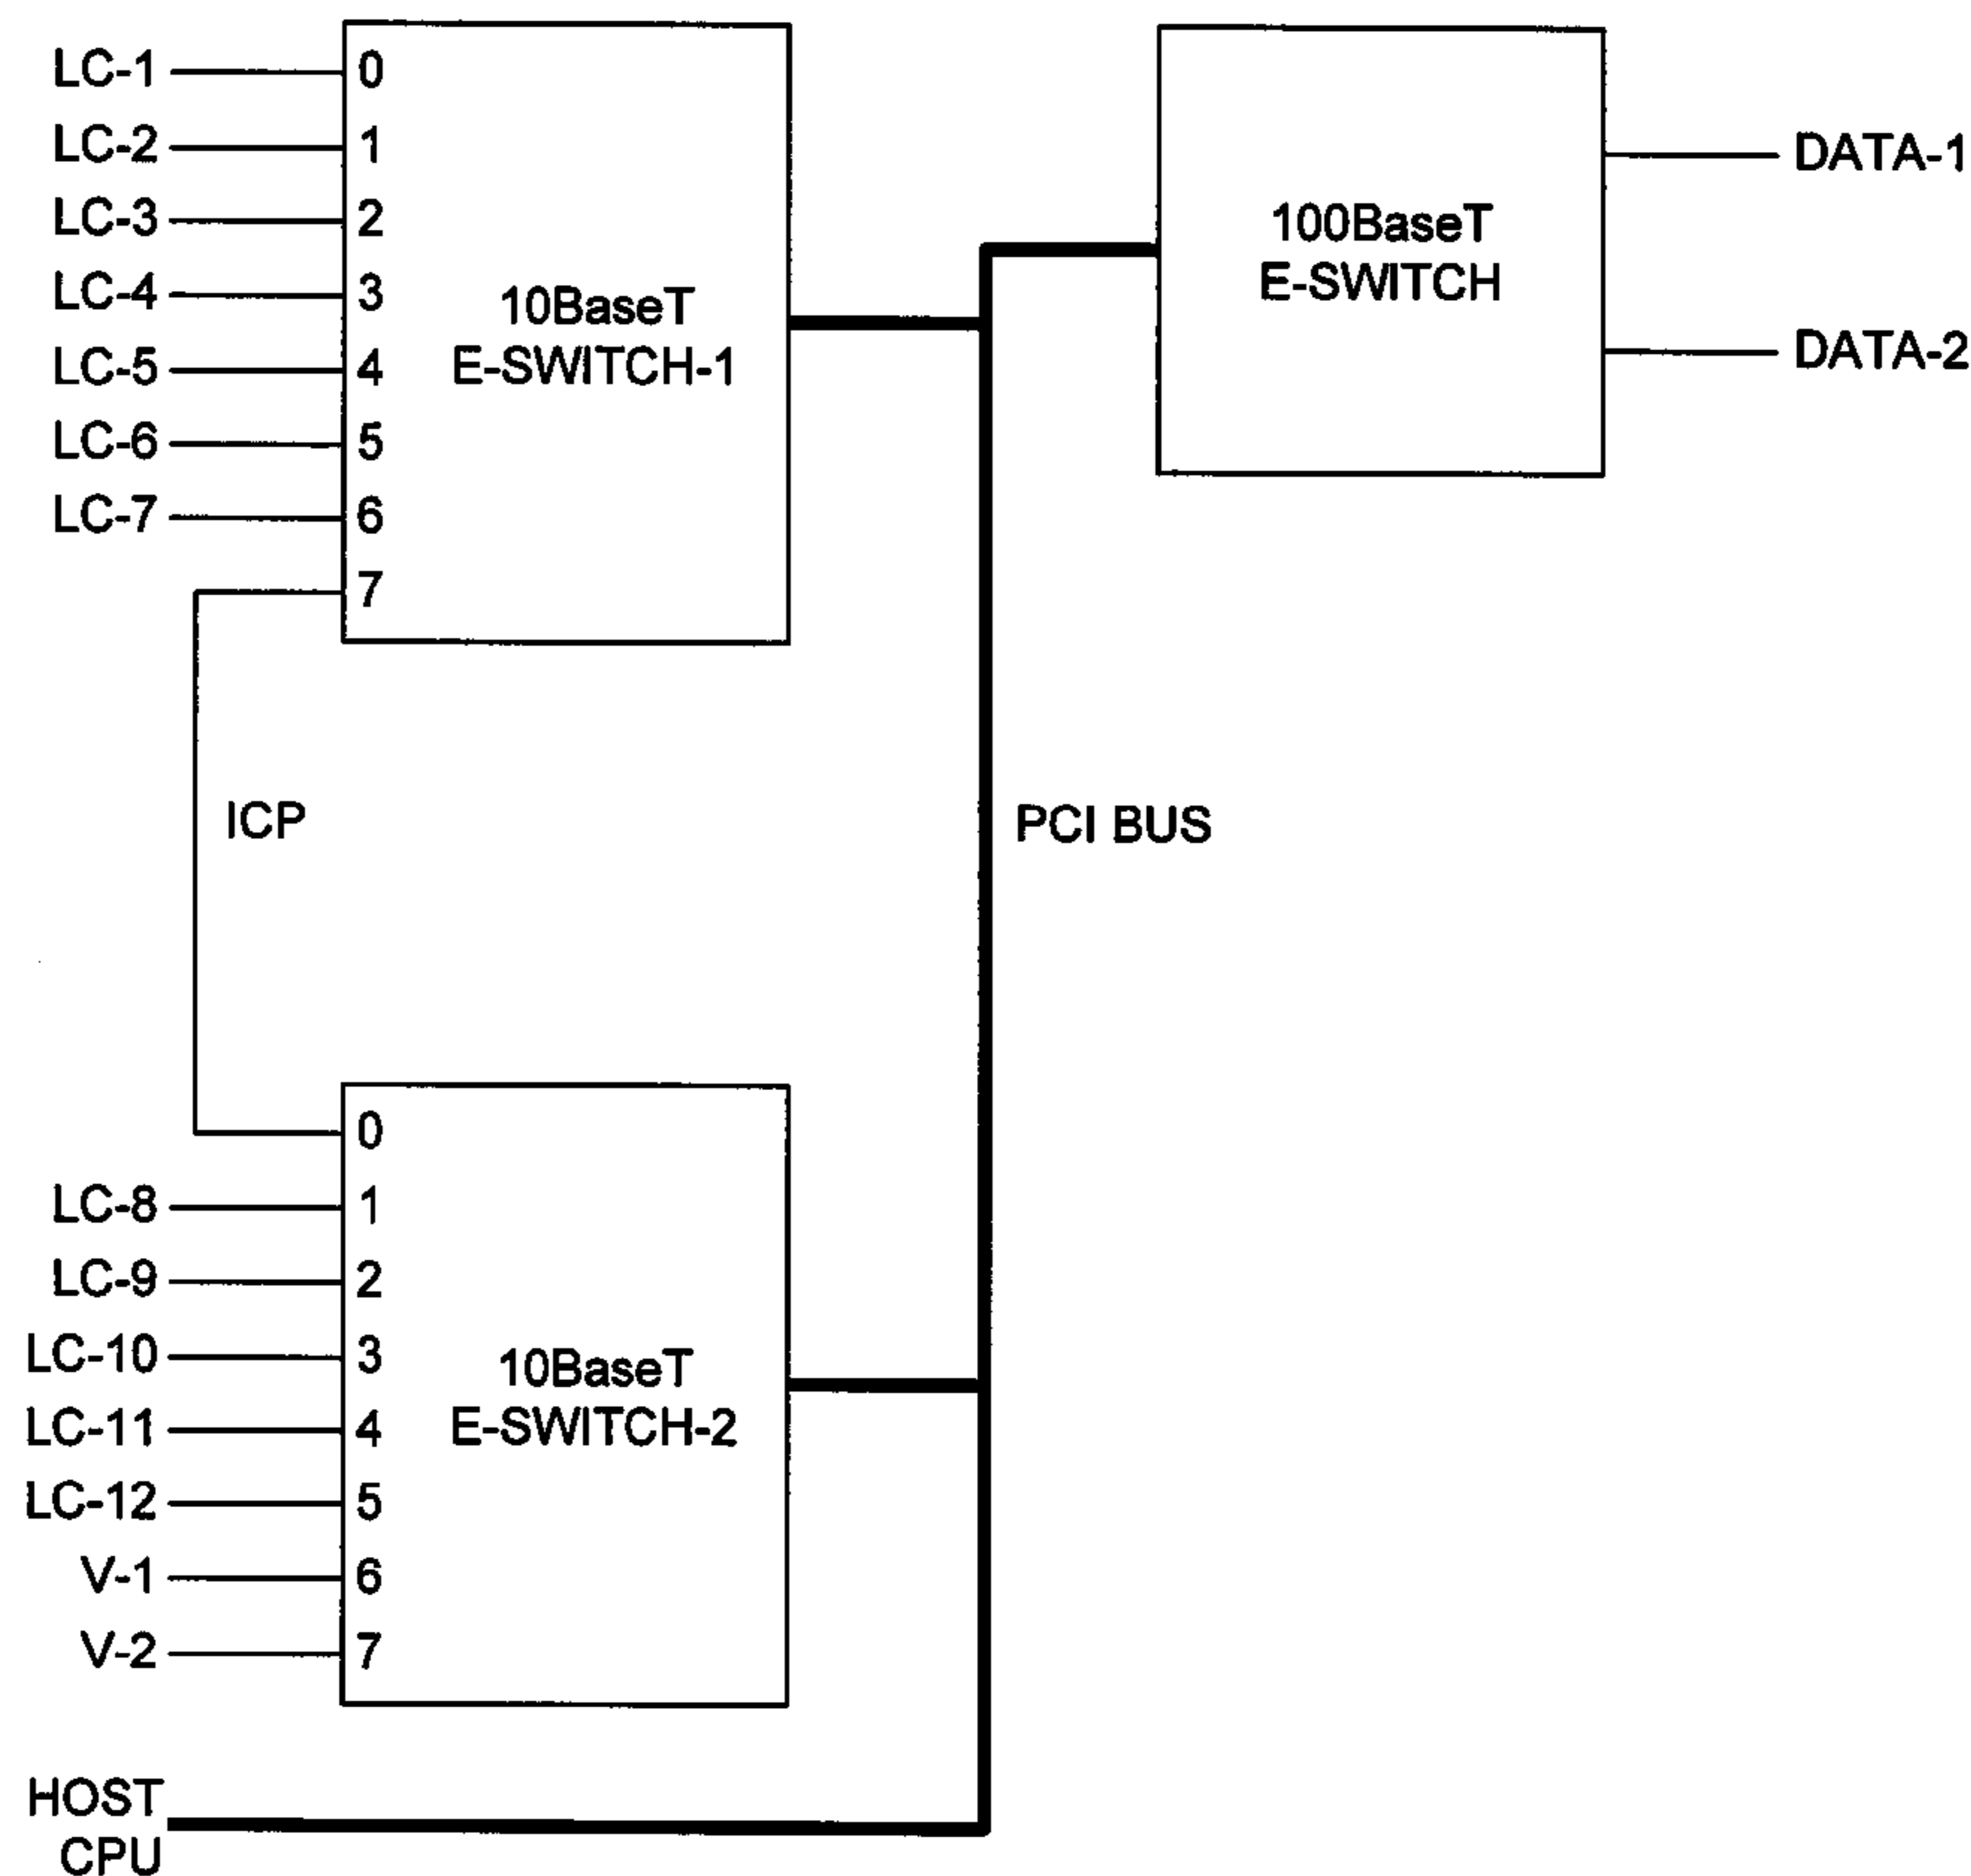 LC-1
0
LC-2
1
LC-3
2
LC-4
3
LC-5
4
LC-6
5
LC-7
6
7
10BaseT
E-SWITCH-1
100BaseT
E-SWITCH
DATA-1
DATA-2
ICP
PCI BUS
0
LC-8
1
LC-9
2
LC-10
3
LC-11
4
LC-12
5
V-1
6
V-2
7
10BaseT
E-SWITCH-2
HOST
CPU